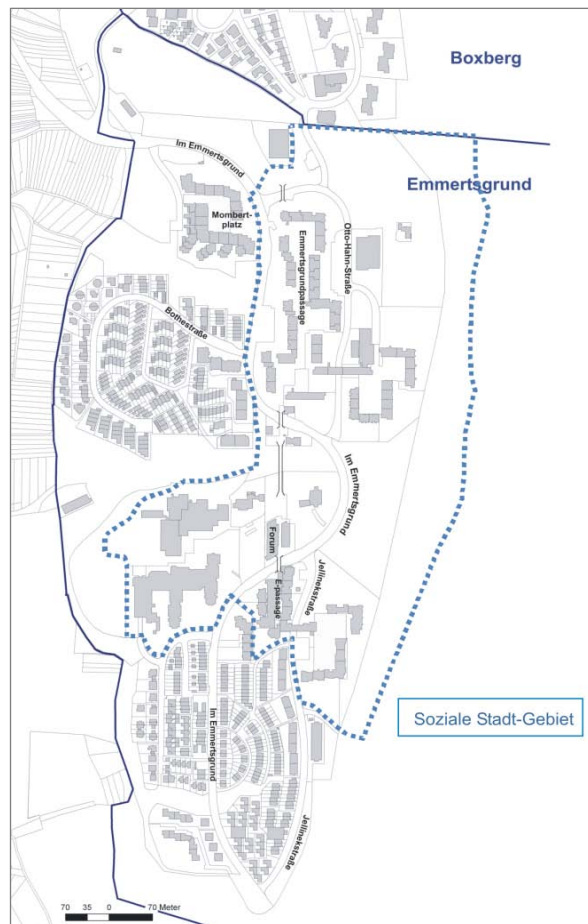 Boxberg
Im Emmertsgrund
Emmertsgrund
Mombert-
platz
Otto-Hahn-Straße
Emmertsgrundpassage
Bothestraße
Im Emmertsgrund
Forum
Jellinekstraße
E-passage
Im Emmertsgrund
Soziale Stadt-Gebiet
Jellinekstraße
70 35 0 70 Meter